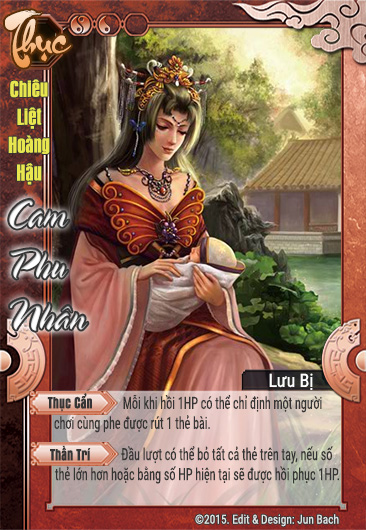 Thục
Chiêu
Liệt
Hoàng
Hậu
Cam
Phu
Nhân
Lưu Bị
Thục Cẩn
Mỗi khi hồi 1HP có thể chỉ định một người
chơi cùng phe được rút 1 thẻ bài.
Thần Trí
Đầu lượt có thể bỏ tất cả thẻ trên tay, nếu số
thẻ lớn hơn hoặc bằng số HP hiện tại sẽ được hồi phục 1HP.
©2015. Edit & Design: Jun Bach